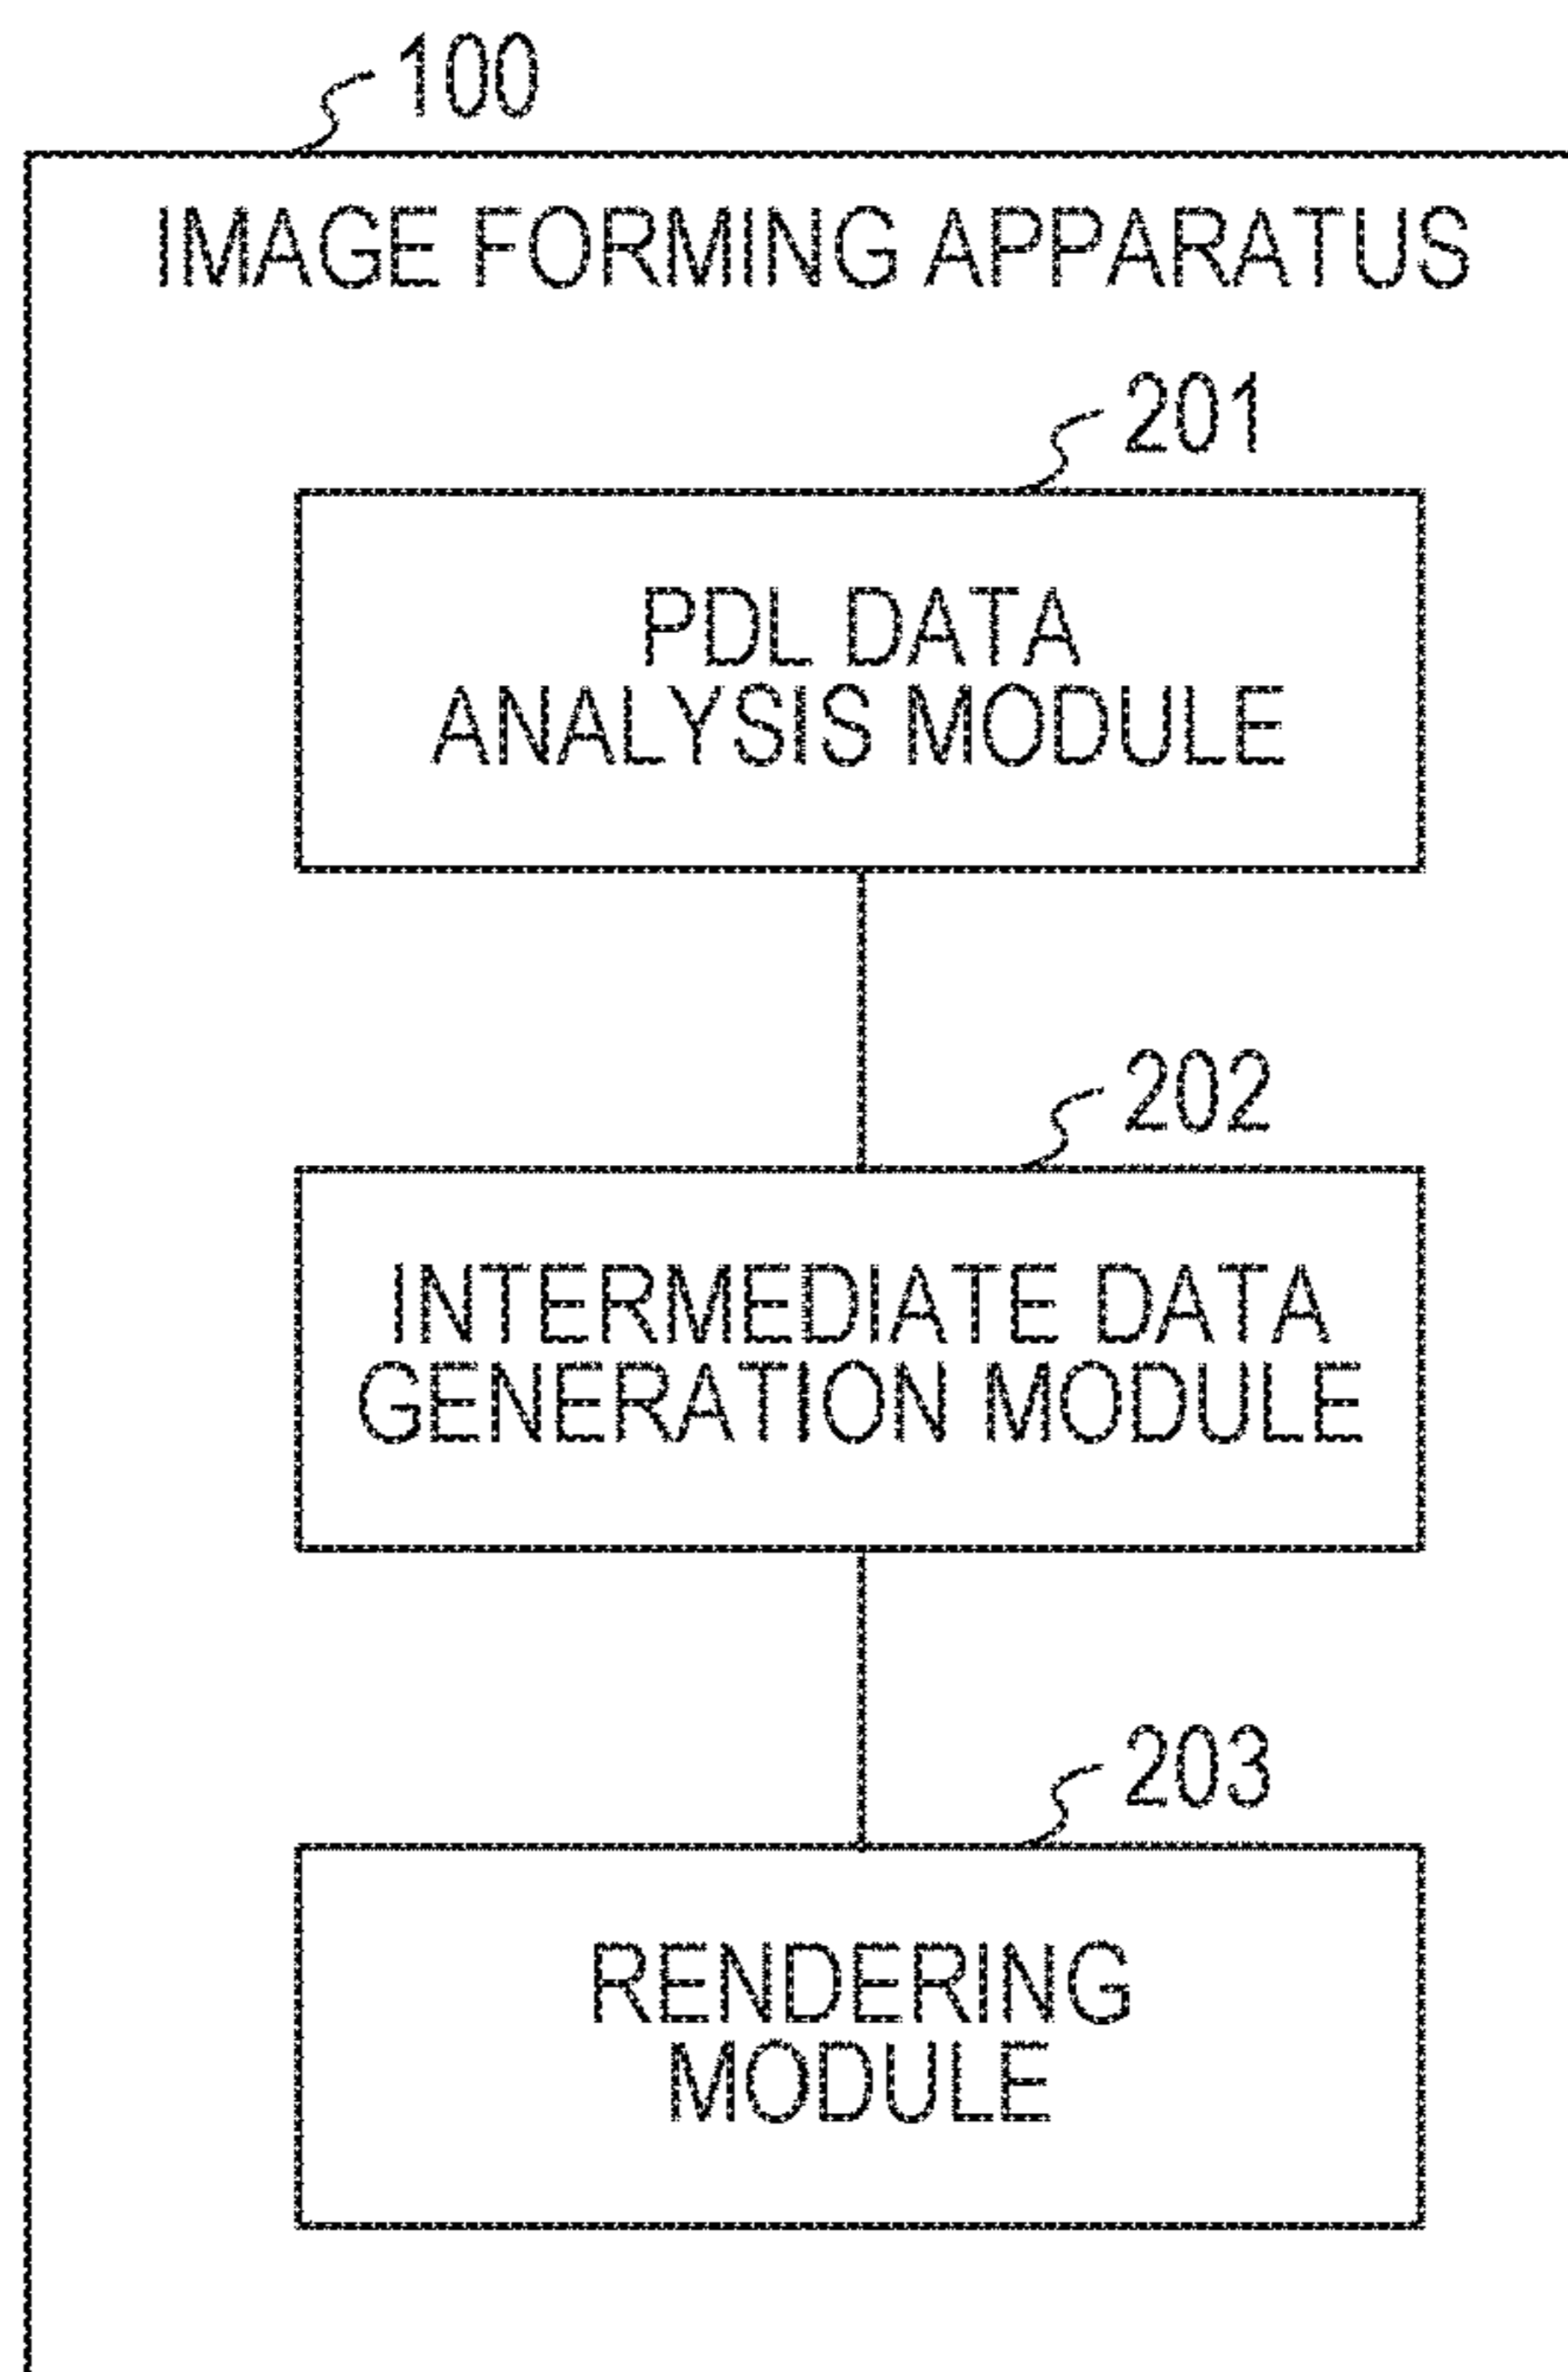 100
IMAGE FORMING APPARATUS
201
PDL DATA
ANALYSIS MODULE
202
INTERMEDIATE DATA
GENERATION MODULE
203
RENDERING
MODULE